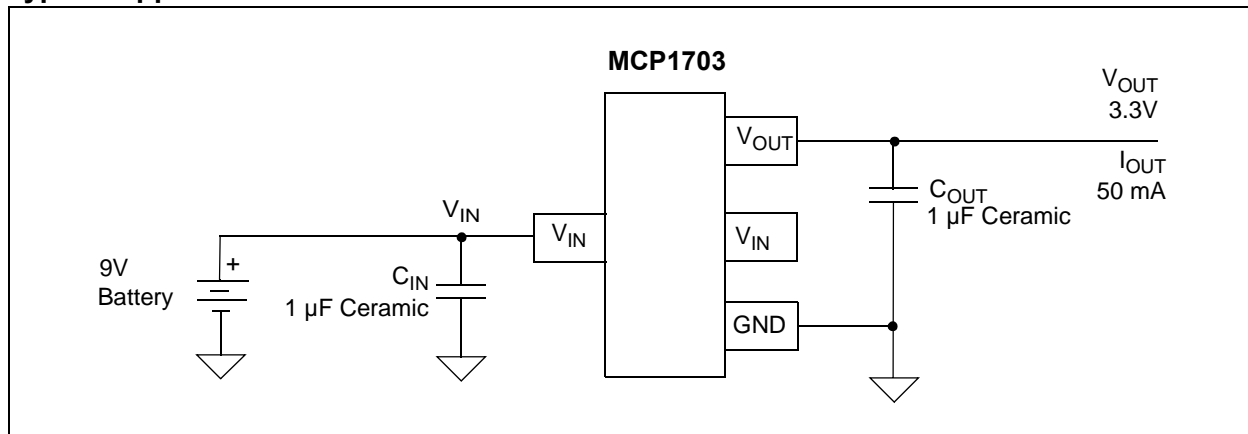 MCP1703
V_OUT
3.3V
V_OUT
I_OUT
50 mA
C_OUT
1 µF Ceramic
V_IN
V_IN
V_IN
9V
Battery
+
C_IN
1 µF Ceramic
GND